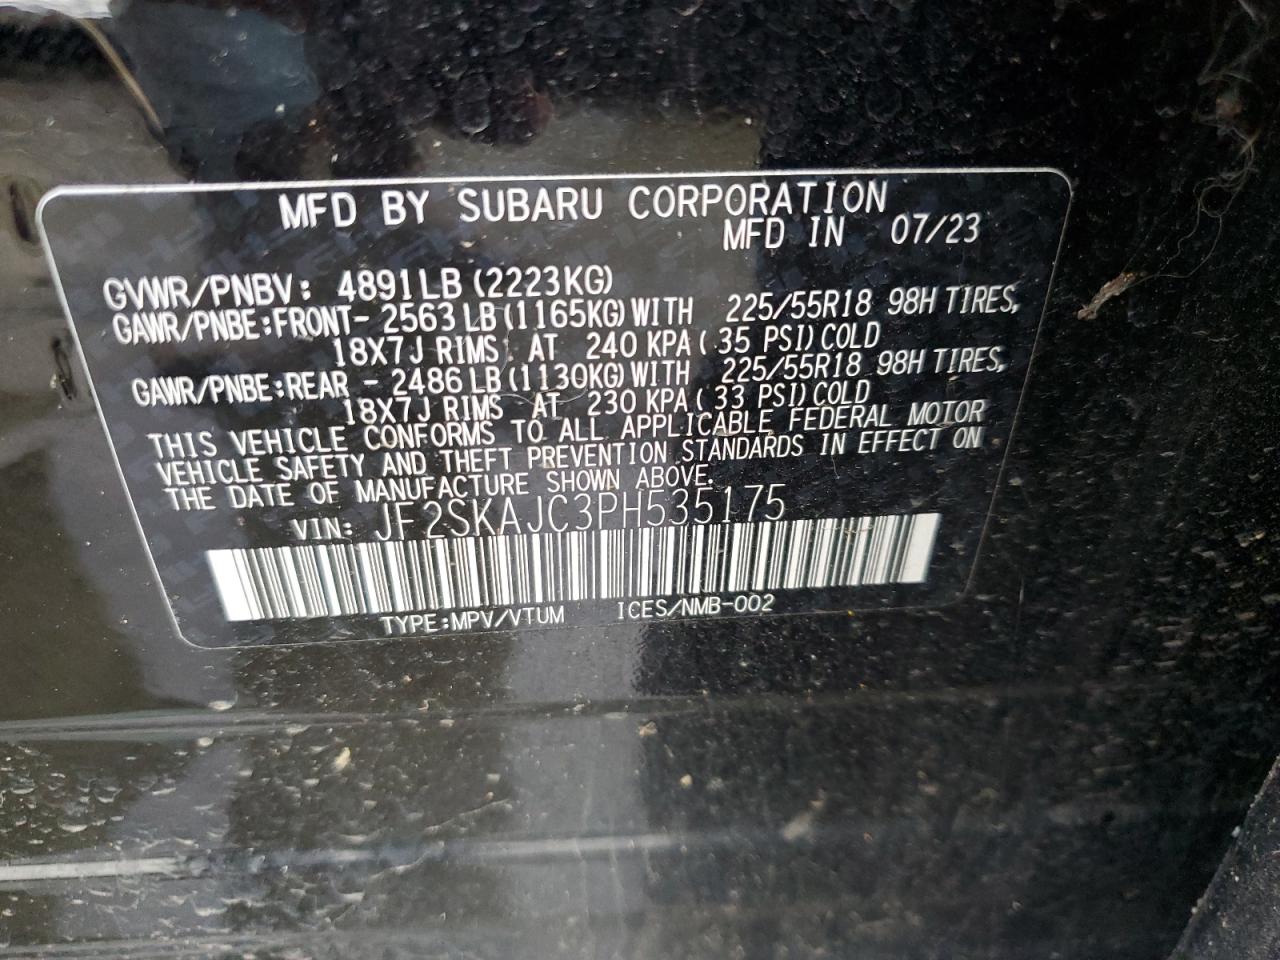 MFD BY SUBARU CORPORATION
MFD IN 07/23
GVWR/PNBV: 4891LB (2223KG)
GAWR/PNBE:FRONT- 2563 LB(1165KG)WITH 225/55R18 98H TIRES,
18X7J RIMS AT 240 KPA( 35 PSI)COLD
GAWR/PNBE:REAR - 2486 LB(1130KG)WITH 225/55R18 98H TIRES,
18X7J RIMS AT 230 KPA( 33 PSI)COLD
THIS VEHICLE CONFORMS TO ALL APPLICABLE FEDERAL MOTOR
VEHICLE SAFETY AND THEFT PREVENTION STANDARDS IN EFFECT ON
THE DATE OF MANUFACTURE SHOWN ABOVE.
VIN: JF2SKAJC3PH535175
TYPE:MPV/VTUM ICES/NMB-002